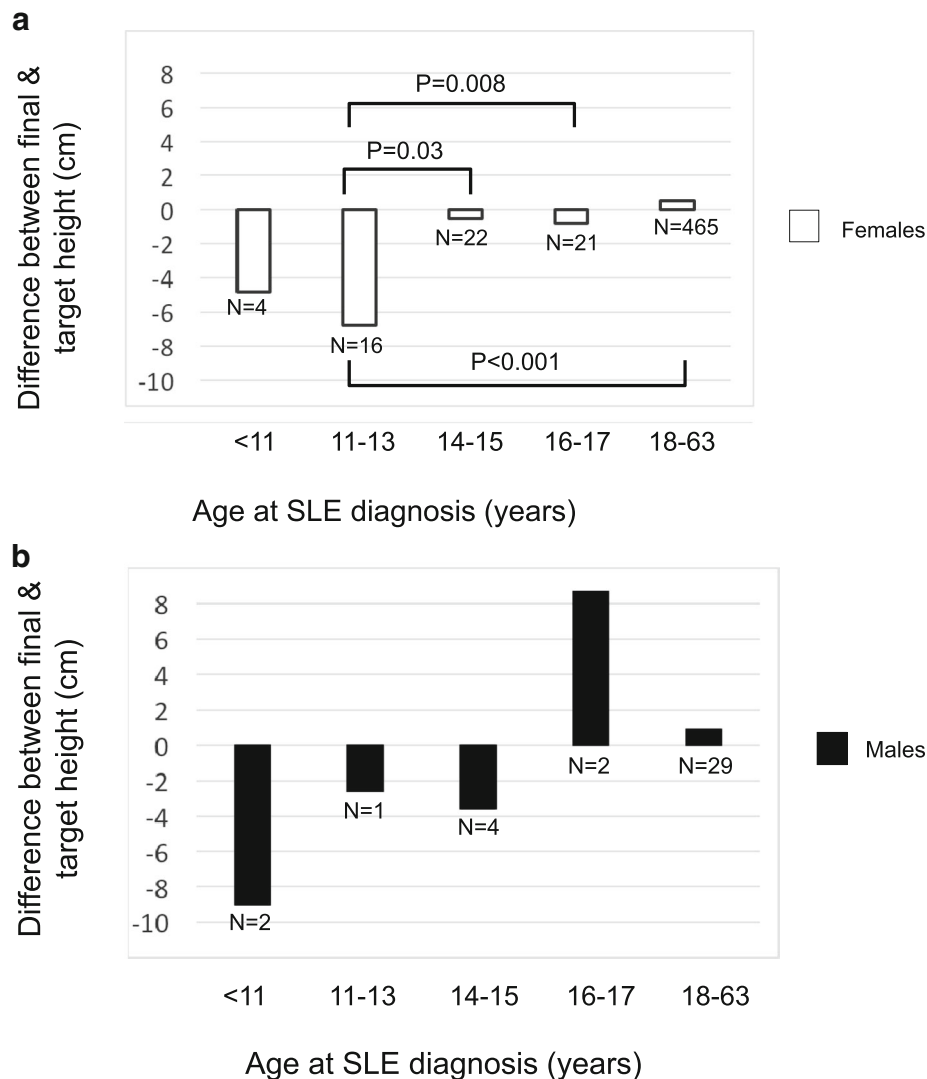 a
Difference between final &
target height (cm)
8
6
4
2
0
-2
-4
-6
-8
-10
P=0.008
P=0.03
N=4
N=16
N=22
N=21
N=465
P<0.001
Females
<11 11-13 14-15 16-17 18-63
Age at SLE diagnosis (years)
b
Difference between final &
target height (cm)
8
6
4
2
0
-2
-4
-6
-8
-10
N=2
N=1
N=4
N=2
N=29
Males
<11 11-13 14-15 16-17 18-63
Age at SLE diagnosis (years)